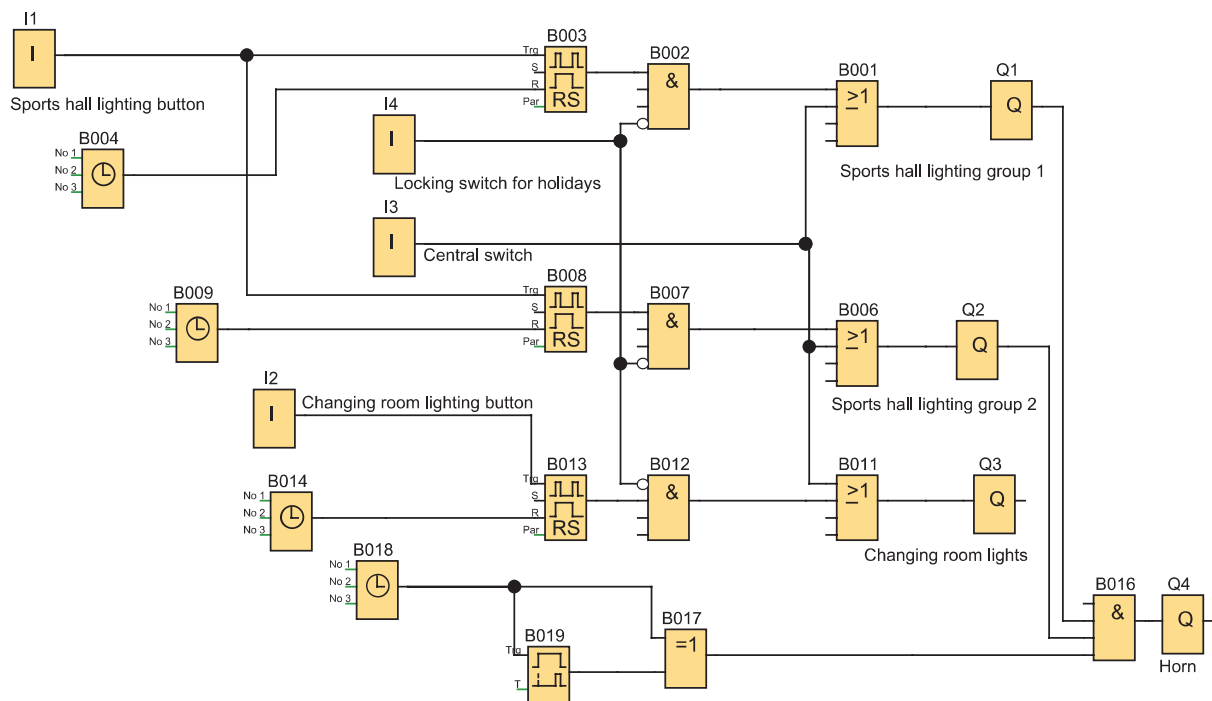 I1
I
Sports hall lighting button
B004
No 1
No 2
No 3
B003
Trg
S
R
Par
RS
B002
&
I4
I
Locking switch for holidays
I3
I
Central switch
B001
≥1
Q1
Q
Sports hall lighting group 1
B009
No 1
No 2
No 3
B008
Trg
S
R
Par
RS
B007
&
B006
≥1
Q2
Q
Sports hall lighting group 2
I2
I
Changing room lighting button
B014
No 1
No 2
No 3
B013
Trg
S
R
Par
RS
B012
&
B011
≥1
Q3
Q
Changing room lights
B018
No 1
No 2
No 3
B019
Trg
T
B017
=1
B016
&
Q4
Q
Horn